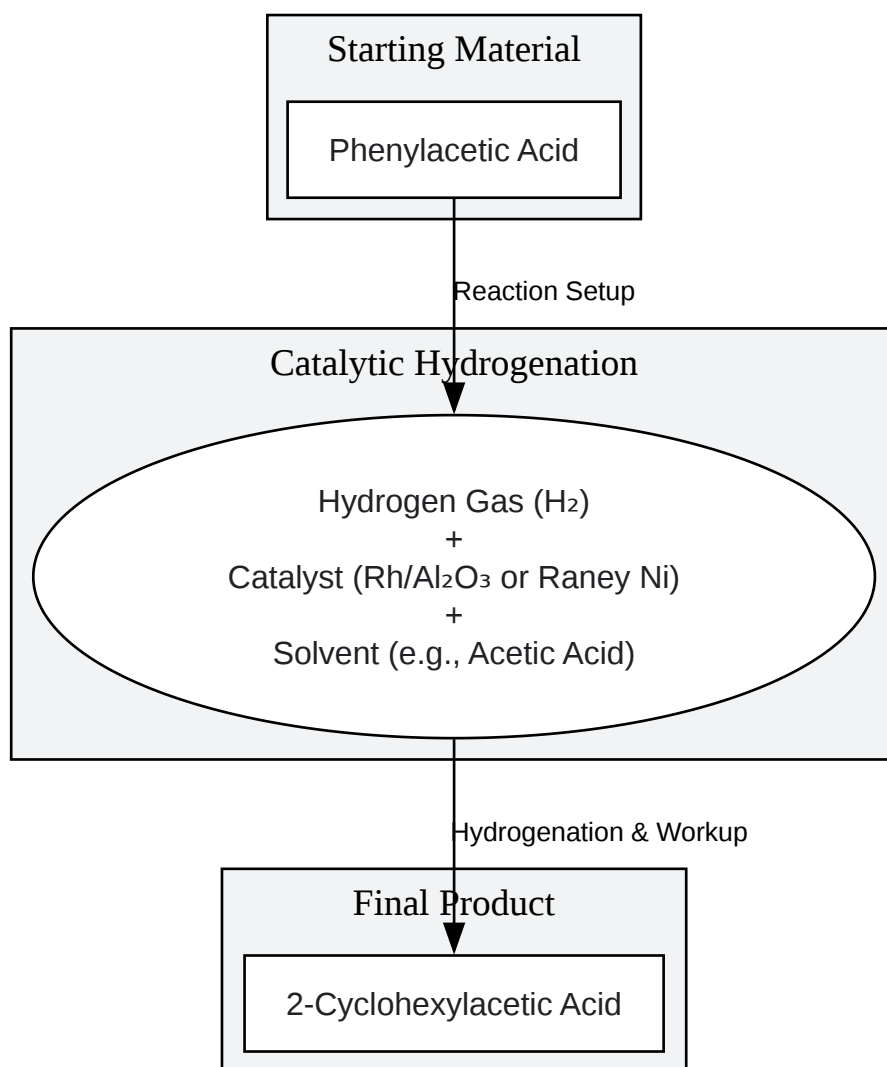 Starting Material
Phenylacetic Acid
Reaction Setup
Catalytic Hydrogenation
Hydrogen Gas (H₂)
+
Catalyst (Rh/Al₂O₃ or Raney Ni)
+
Solvent (e.g., Acetic Acid)
Hydrogenation & Workup
Final Product
2-Cyclohexylacetic Acid